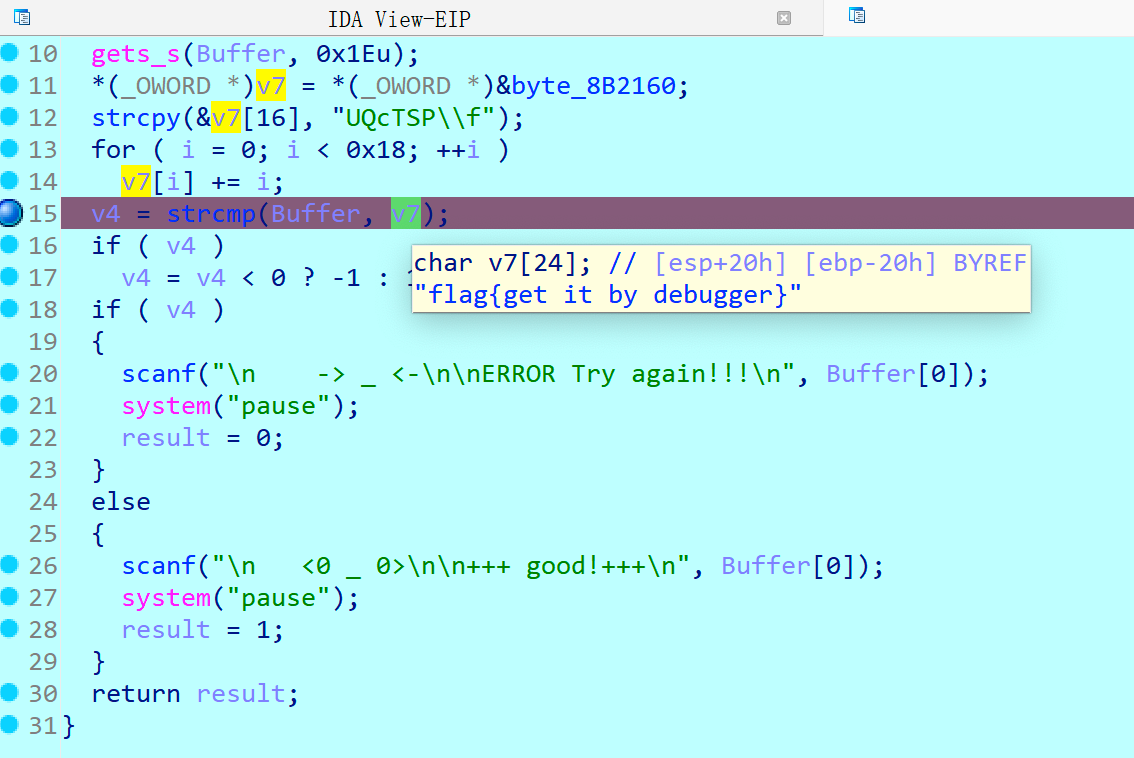 IDA View-EIP
10 gets_s(Buffer, 0x1Eu);
11 *(_OWORD *)v7 = *(_OWORD *)&byte_8B2160;
12 strcpy(&v7[16], "UQcTSP\\f");
13 for ( i = 0; i < 0x18; ++i )
14 v7[i] += i;
15 v4 = strcmp(Buffer, v7);
16 if ( v4 )
char v7[24]; // [esp+20h] [ebp-20h] BYREF
17 v4 = v4 < 0 ? -1 :
"flag{get it by debugger}"
18 if ( v4 )
19 {
20 scanf("\n    -> _ <-\n\nERROR Try again!!!\n", Buffer[0]);
21 system("pause");
22 result = 0;
23 }
24 else
25 {
26 scanf("\n   <0 _ 0>\n\n+++ good!+++\n", Buffer[0]);
27 system("pause");
28 result = 1;
29 }
30 return result;
31 }